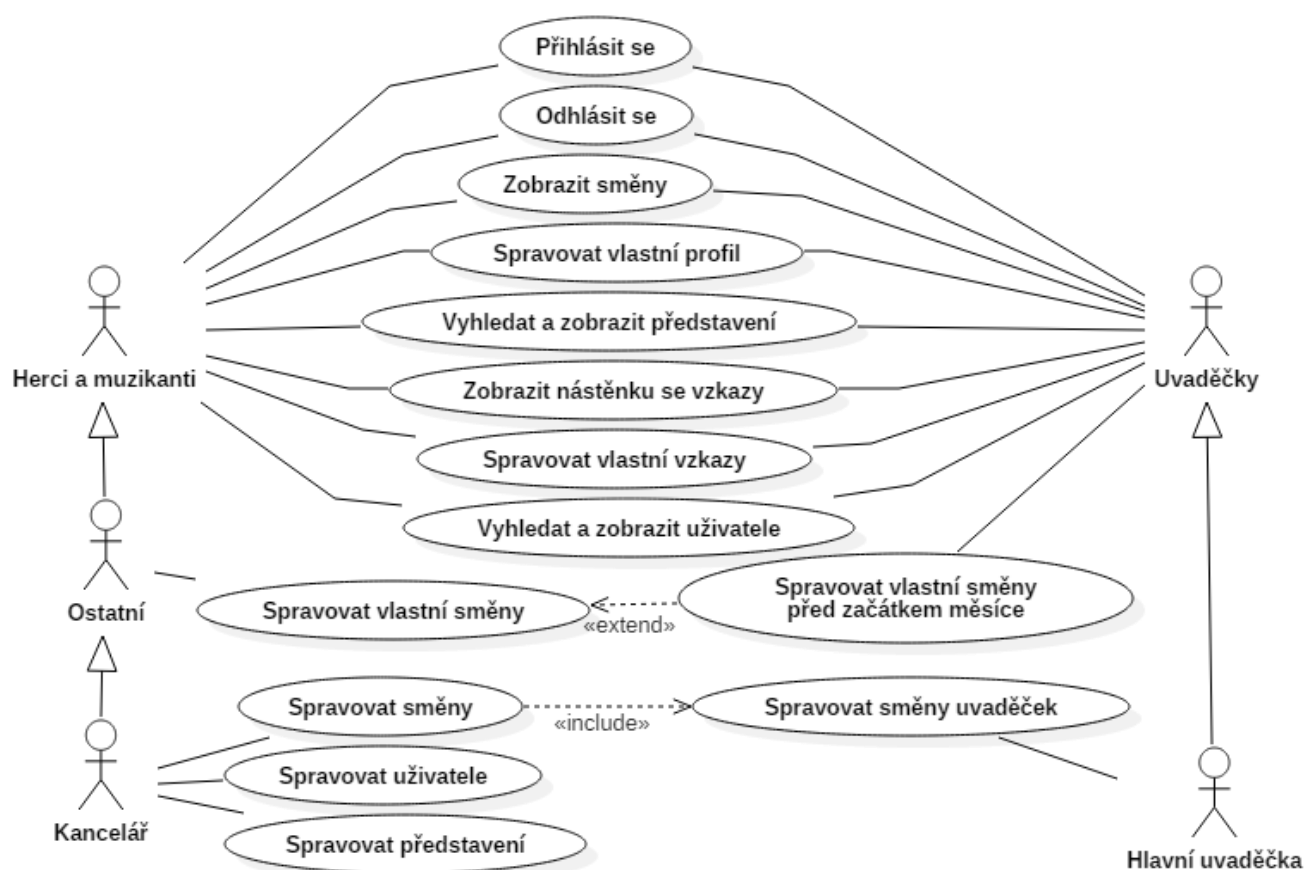 Přihlásit se
Odhlásit se
Zobrazit směny
Spravovat vlastní profil
Vyhledat a zobrazit představení
Herci a muzikanti
Uvaděčky
Zobrazit nástěnku se vzkazy
Spravovat vlastní vzkazy
Vyhledat a zobrazit uživatele
Ostatní
Spravovat vlastní směny
«extend»
Spravovat vlastní směny
před začátkem měsíce
Spravovat směny
«include»
Spravovat směny uvaděček
Spravovat uživatele
Kancelář
Spravovat představení
Hlavní uvaděčka